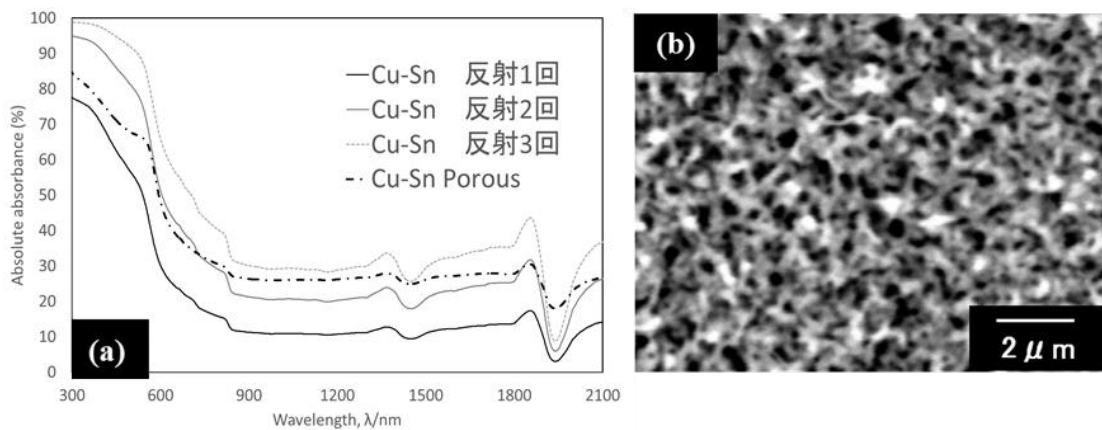 Absolute absorbance (%)
100
90
80
70
60
50
40
30
20
10
0
300
600
900
1200
1500
1800
2100
Wavelength, λ/nm
Cu-Sn 反射1回
Cu-Sn 反射2回
Cu-Sn 反射3回
Cu-Sn Porous
(a)
(b)
2μm